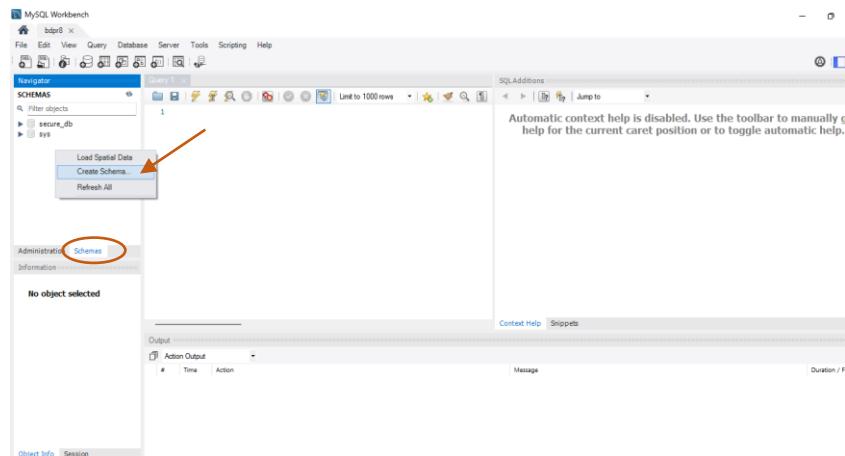 MySQL Workbench
bdpr8 ×
File Edit View Query Database Server Tools Scripting Help
Navigator
SCHEMAS
Filter objects
secure_db
sys
Load Spatial Data
Create Schema...
Refresh All
Administration Schemas
Information
No object selected
Object Info Session
Query 1 ×
Limit to 1000 rows
1
SQLAdditions
Jump to
Automatic context help is disabled. Use the toolbar to manually g
help for the current caret position or to toggle automatic help.
Context Help Snippets
Output
Action Output
# Time Action Message Duration / F